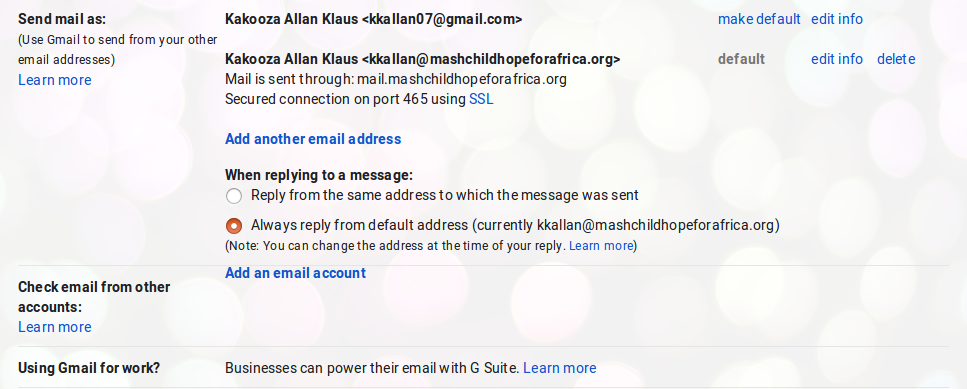 Send mail as:
(Use Gmail to send from your other
email addresses)
Learn more
Kakooza Allan Klaus <kkallan07@gmail.com>
make default edit info
Kakooza Allan Klaus <kkallan@mashchildhopeforafrica.org>
default edit info delete
Mail is sent through: mail.mashchildhopeforafrica.org
Secured connection on port 465 using SSL
Add another email address
When replying to a message:
Reply from the same address to which the message was sent
Always reply from default address (currently kkallan@mashchildhopeforafrica.org)
(Note: You can change the address at the time of your reply. Learn more)
Check email from other
accounts:
Learn more
Add an email account
Using Gmail for work?
Businesses can power their email with G Suite. Learn more